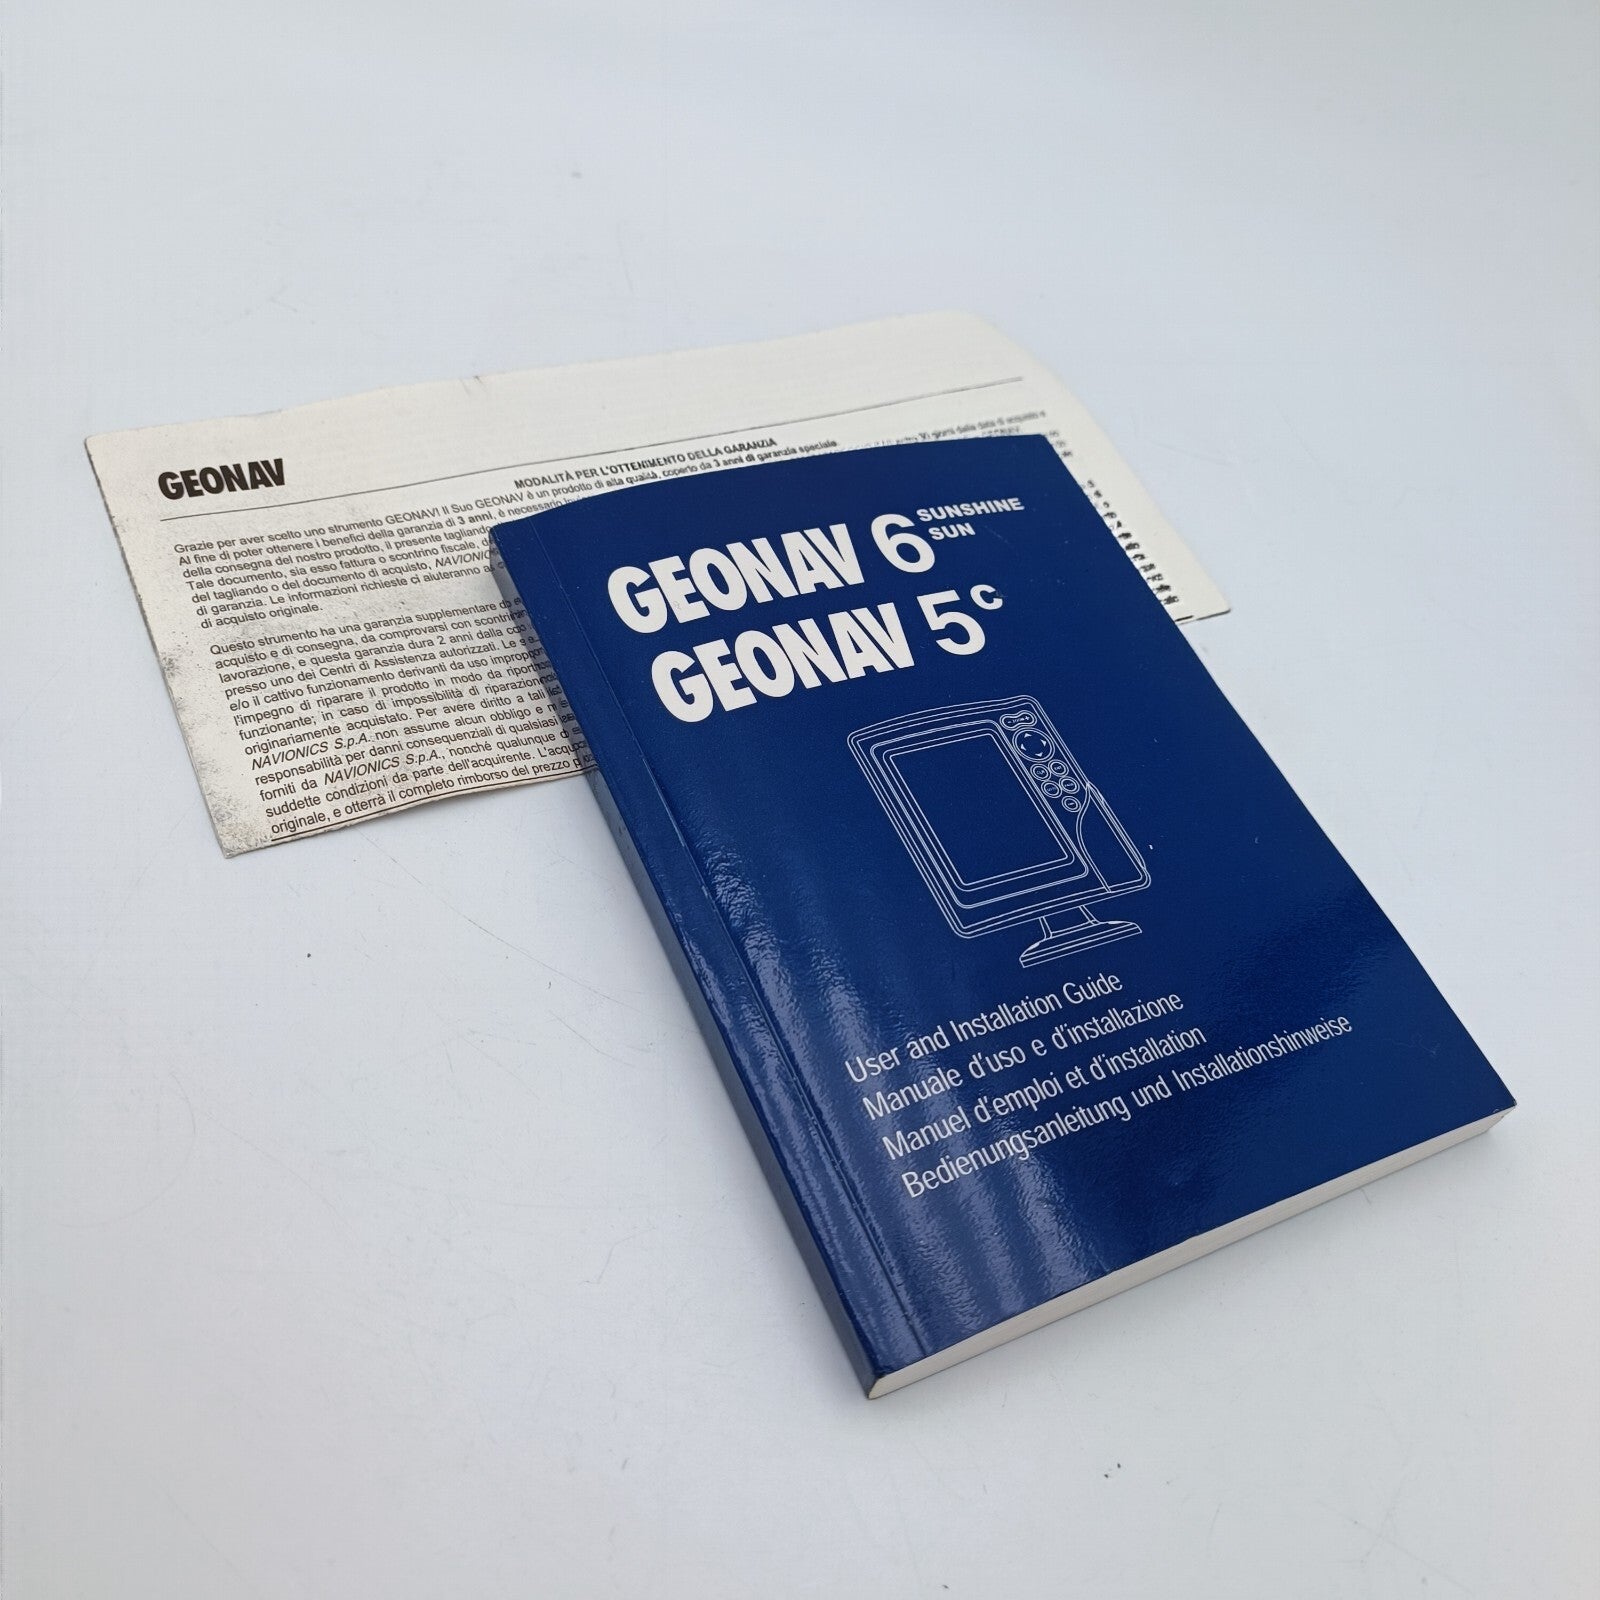 GEONAV
MODALITÀ PER L'OTTENIMENTO DELLA GARANZIA
Grazie per aver scelto uno strumento GEONAV! Il Suo GEONAV è un prodotto di alta qualità, coperto da 3 anni di garanzia speciale.
Al fine di poter ottenere i benefici della garanzia di 3 anni, è necessario
della consegna del nostro prodotto, il presente tagliando
Tale documento, sia esso fattura o scontrino fiscale,
del tagliando o del documento di acquisto, NAVIONICS
di garanzia. Le informazioni richieste ci aiuteranno a
di acquisto originale.
Questo strumento ha una garanzia supplementare
acquisto e di consegna, da comprovarsi con
lavorazione, e questa garanzia dura 2 anni dalla
presso uno dei Centri di Assistenza autorizzati. Le
e/o il cattivo funzionamento derivanti da uso
l'impegno di riparare il prodotto in modo da
funzionante; in caso di impossibilità di
originariamente acquistato. Per avere diritto a tali
NAVIONICS S.p.A. non assume alcun obbligo e
responsabilità per danni consequenziali di qualsiasi
forniti da NAVIONICS S.p.A., nonché qualunque
suddette condizioni da parte dell'acquirente.
originale, e otterrà il completo rimborso del prezzo
GEONAV 6 SUNSHINE
SUN
GEONAV 5c
ZOOM
User and Installation Guide
Manuale d'uso e d'installazione
Manuel d'emploi et d'installation
Bedienungsanleitung und Installationshinweise